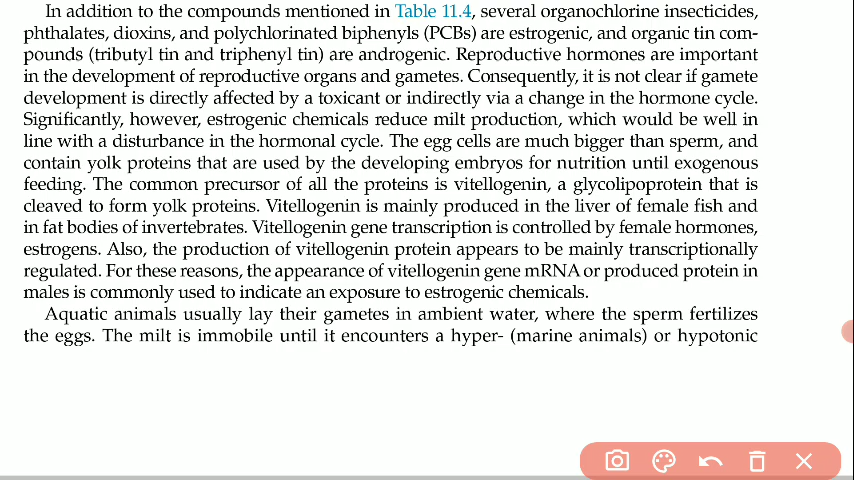 In addition to the compounds mentioned in Table 11.4, several organochlorine insecticides,
phthalates, dioxins, and polychlorinated biphenyls (PCBs) are estrogenic, and organic tin com-
pounds (tributyl tin and triphenyl tin) are androgenic. Reproductive hormones are important
in the development of reproductive organs and gametes. Consequently, it is not clear if gamete
development is directly affected by a toxicant or indirectly via a change in the hormone cycle.
Significantly, however, estrogenic chemicals reduce milt production, which would be well in
line with a disturbance in the hormonal cycle. The egg cells are much bigger than sperm, and
contain yolk proteins that are used by the developing embryos for nutrition until exogenous
feeding. The common precursor of all the proteins is vitellogenin, a glycolipoprotein that is
cleaved to form yolk proteins. Vitellogenin is mainly produced in the liver of female fish and
in fat bodies of invertebrates. Vitellogenin gene transcription is controlled by female hormones,
estrogens. Also, the production of vitellogenin protein appears to be mainly transcriptionally
regulated. For these reasons, the appearance of vitellogenin gene mRNA or produced protein in
males is commonly used to indicate an exposure to estrogenic chemicals.
Aquatic animals usually lay their gametes in ambient water, where the sperm fertilizes
the eggs. The milt is immobile until it encounters a hyper- (marine animals) or hypotonic